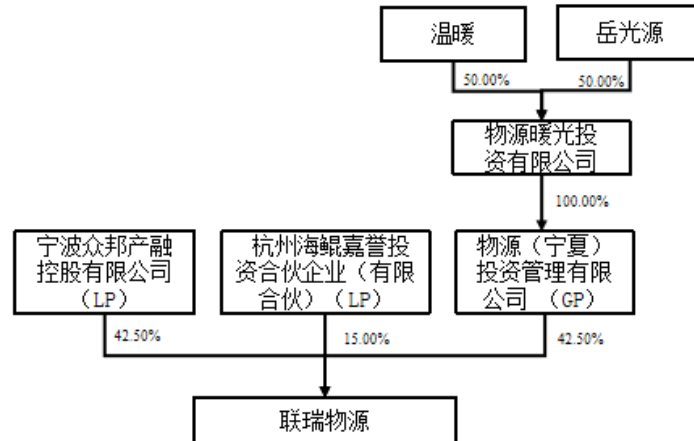 温暖
岳光源
50.00%
50.00%
物源暖光投
资有限公司
100.00%
宁波众邦产融
控股有限公司
（LP）
杭州海鲲嘉誉投
资合伙企业（有限
合伙）（LP）
物源（宁夏）
投资管理有限
公司 （GP）
42.50%
15.00%
42.50%
联瑞物源